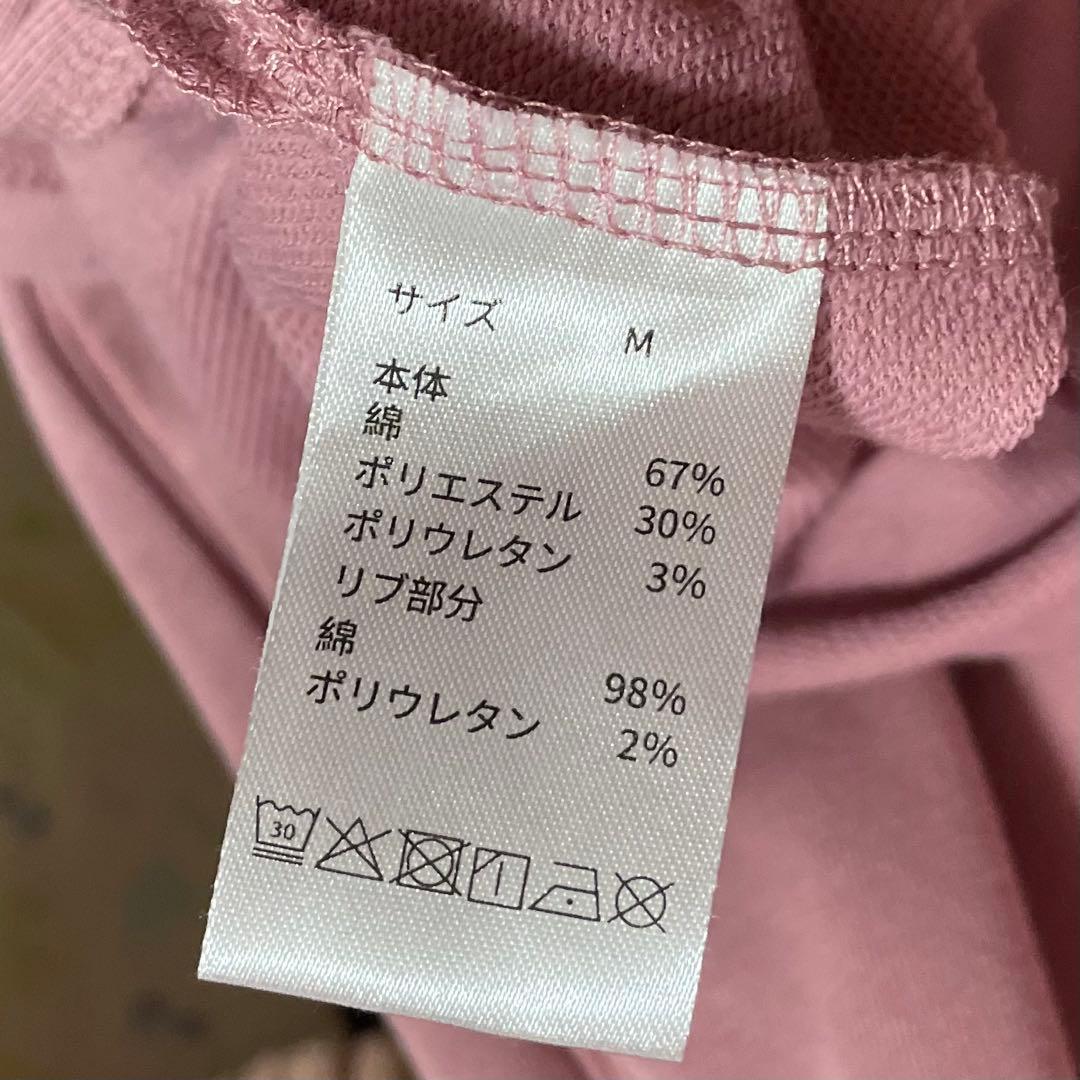 サイズ M
本体
綿 67%
ポリエステル 30%
ポリウレタン 3%
リブ部分
綿 98%
ポリウレタン 2%
30